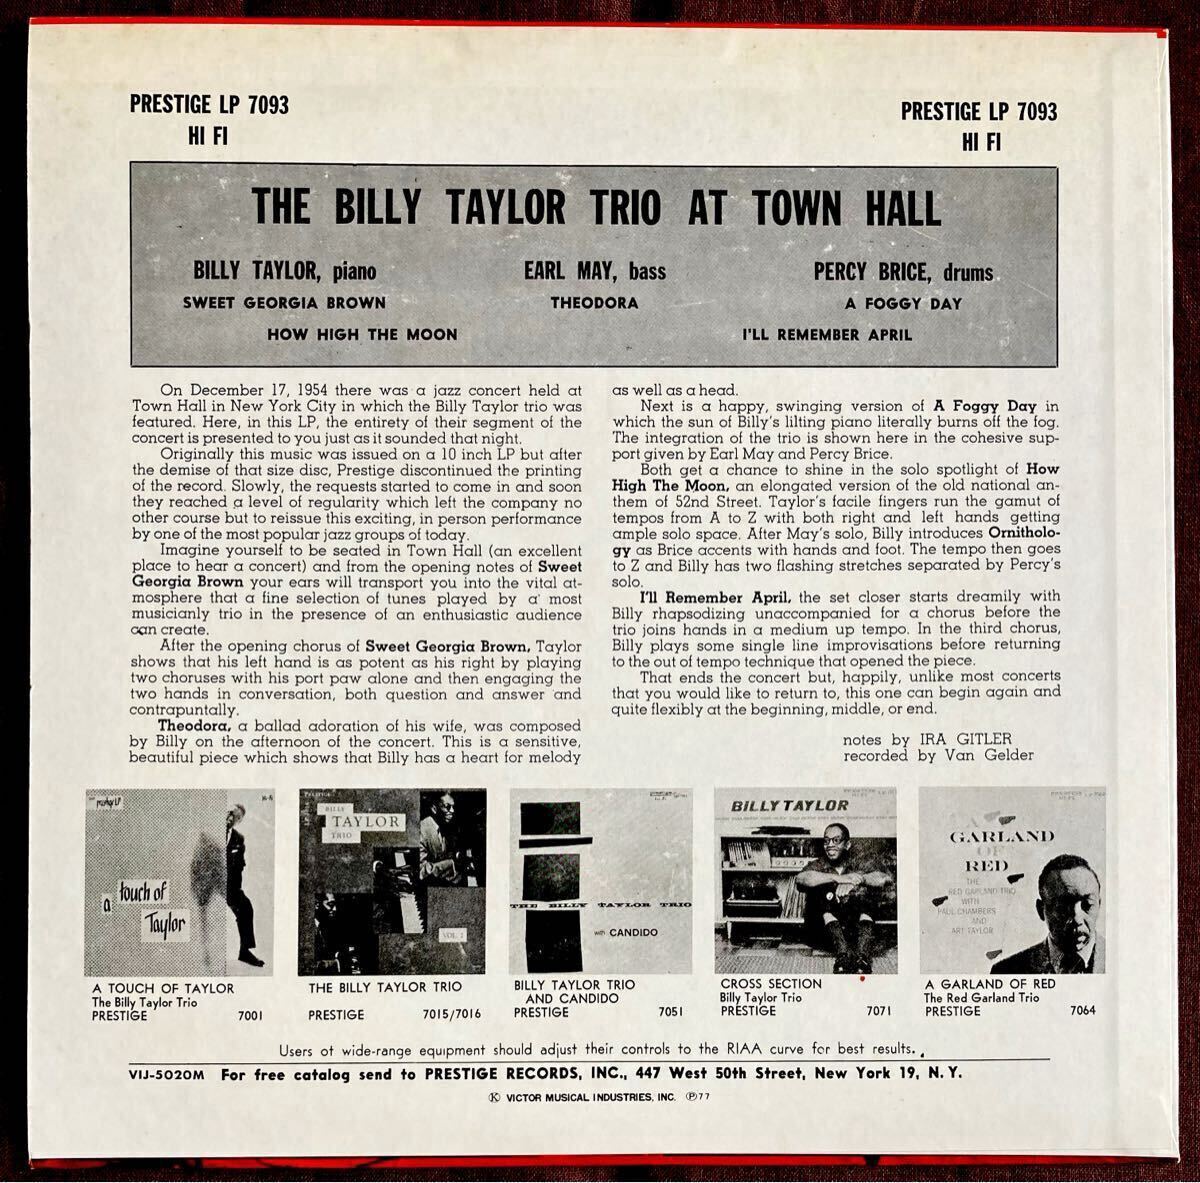 PRESTIGE LP 7093
HI FI
PRESTIGE LP 7093
HI FI
THE BILLY TAYLOR TRIO AT TOWN HALL
BILLY TAYLOR, piano EARL MAY, bass PERCY BRICE, drums
SWEET GEORGIA BROWN THEODORA A FOGGY DAY
HOW HIGH THE MOON I'LL REMEMBER APRIL
On December 17, 1954 there was a jazz concert held at
Town Hall in New York City in which the Billy Taylor trio was
featured. Here, in this LP, the entirety of their segment of the
concert is presented to you just as it sounded that night.
Originally this music was issued on a 10 inch LP but after
the demise of that size disc, Prestige discontinued the printing
of the record. Slowly, the requests started to come in and soon
they reached a level of regularity which left the company no
other course but to reissue this exciting, in person performance
by one of the most popular jazz groups of today.
Imagine yourself to be seated in Town Hall (an excellent
place to hear a concert) and from the opening notes of Sweet
Georgia Brown your ears will transport you into the vital at-
mosphere that a fine selection of tunes played by a most
musicianly trio in the presence of an enthusiastic audience
can create.
After the opening chorus of Sweet Georgia Brown, Taylor
shows that his left hand is as potent as his right by playing
two choruses with his port paw alone and then engaging the
two hands in conversation, both question and answer and
contrapuntally.
Theodora, a ballad adoration of his wife, was composed
by Billy on the afternoon of the concert. This is a sensitive,
beautiful piece which shows that Billy has a heart for melody
as well as a head.
Next is a happy, swinging version of A Foggy Day in
which the sun of Billy's lilting piano literally burns off the fog.
The integration of the trio is shown here in the cohesive sup-
port given by Earl May and Percy Brice.
Both get a chance to shine in the solo spotlight of How
High The Moon, an elongated version of the old national an-
them of 52nd Street. Taylor's facile fingers run the gamut of
tempos from A to Z with both right and left hands getting
ample solo space. After May's solo, Billy introduces Ornitholo-
gy as Brice accents with hands and foot. The tempo then goes
to Z and Billy has two flashing stretches separated by Percy's
solo.
I'll Remember April, the set closer starts dreamily with
Billy rhapsodizing unaccompanied for a chorus before the
trio joins hands in a medium up tempo. In the third chorus,
Billy plays some single line improvisations before returning
to the out of tempo technique that opened the piece.
That ends the concert but, happily, unlike most concerts
that you would like to return to, this one can begin again and
quite flexibly at the beginning, middle, or end.
notes by IRA GITLER
recorded by Van Gelder
prestige LP
Hi-Fi
a touch of
Taylor
PRESTIGE
BILLY
TAYLOR
TRIO
VOL. 1
THE BILLY TAYLOR TRIO
with CANDIDO
BILLY TAYLOR
A
GARLAND
OF
RED
THE
RED GARLAND TRIO
WITH
PAUL CHAMBERS
AND
ART TAYLOR
A TOUCH OF TAYLOR
The Billy Taylor Trio
PRESTIGE 7001
THE BILLY TAYLOR TRIO
PRESTIGE 7015/7016
BILLY TAYLOR TRIO
AND CANDIDO
PRESTIGE 7051
CROSS SECTION
Billy Taylor Trio
PRESTIGE 7071
A GARLAND OF RED
The Red Garland Trio
PRESTIGE 7064
Users of wide-range equipment should adjust their controls to the RIAA curve for best results.
VIJ-5020M For free catalog send to PRESTIGE RECORDS, INC., 447 West 50th Street, New York 19, N. Y.
Ⓚ VICTOR MUSICAL INDUSTRIES, INC. ℗77